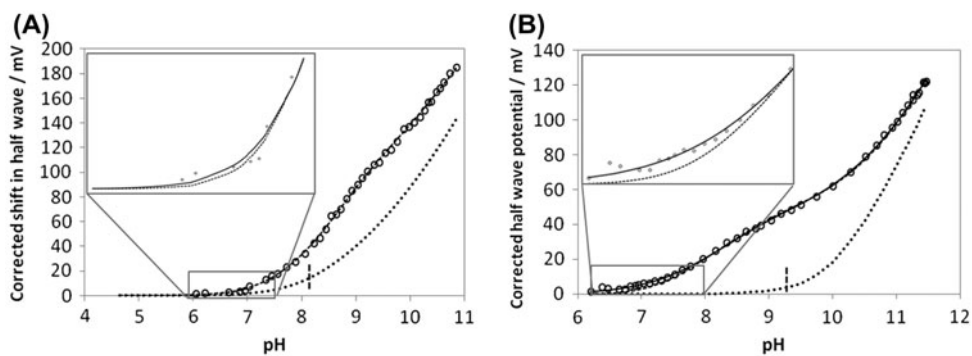 (A)
Corrected shift in half wave / mV
200
180
160
140
120
100
80
60
40
20
0
4 5 6 7 8 9 10 11
pH
(B)
Corrected half wave potential / mV
140
120
100
80
60
40
20
0
6 7 8 9 10 11 12
pH